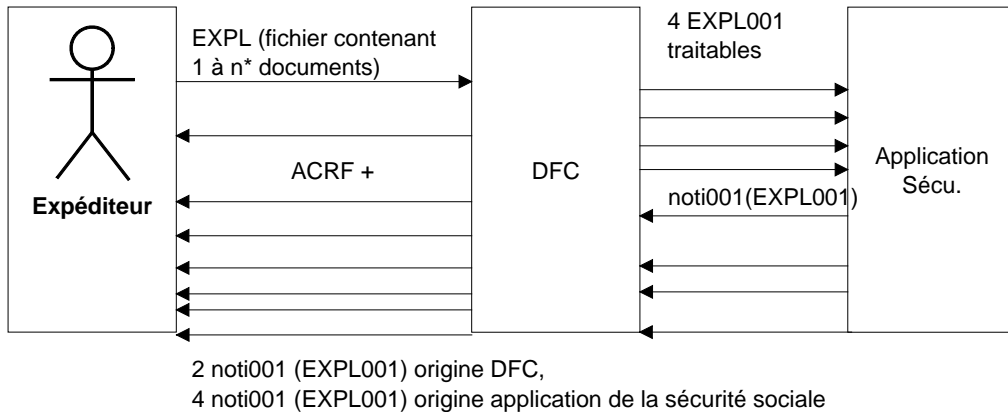 EXPL (fichier contenant
1 à n* documents)
4 EXPL001
traitables
ACRF +
DFC
Application
Sécu.
Expéditeur
noti001(EXPL001)
2 noti001 (EXPL001) origine DFC,
4 noti001 (EXPL001) origine application de la sécurité sociale